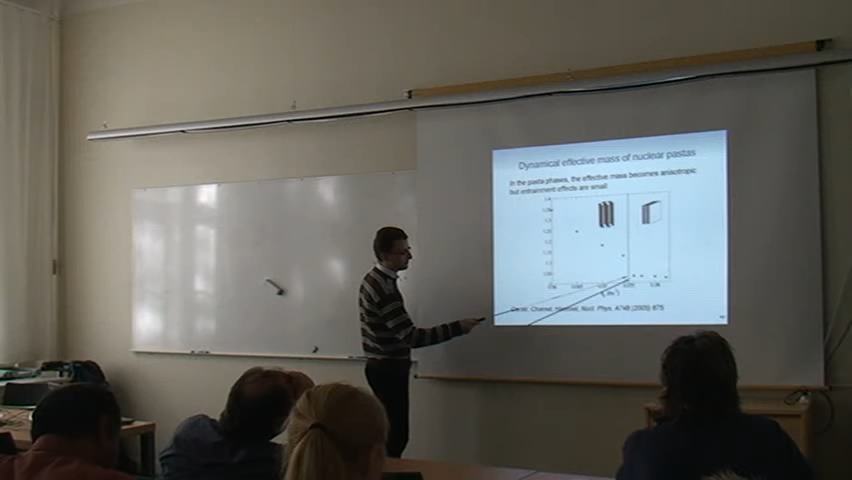 Dynamical effective mass of nuclear pastas
In the pasta phases, the effective mass becomes anisotropic
but entrainment effects are small
Carter, Chamel, Haensel, Nucl. Phys. A748 (2005) 675